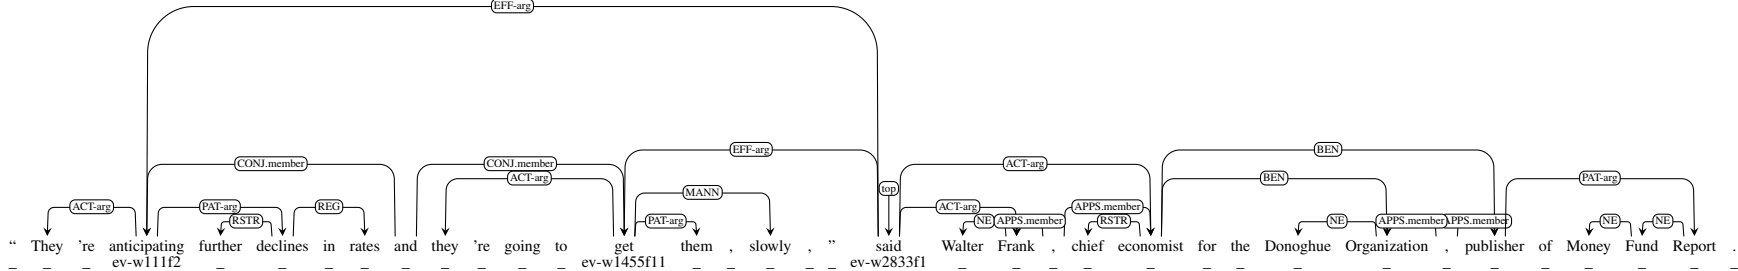 EFF-arg
EFF-arg BEN
CONJ.member CONJ.member ACT-arg
ACT-arg BEN PAT-arg
top
MANN
ACT-arg PAT-arg REG ACT-arg APPS.member
RSTR PAT-arg NE APPS.member RSTR NE APPS.member APPS.member NE NE
“ They ’re anticipating further declines in rates and they ’re going to get them , slowly , ” said Walter Frank , chief economist for the Donoghue Organization , publisher of Money Fund Report .
_ _ _ ev-w111f2 _ _ _ _ _ _ _ _ _ ev-w1455f11 _ _ _ _ _ ev-w2833f1 _ _ _ _ _ _ _ _ _ _ _ _ _ _ _ _